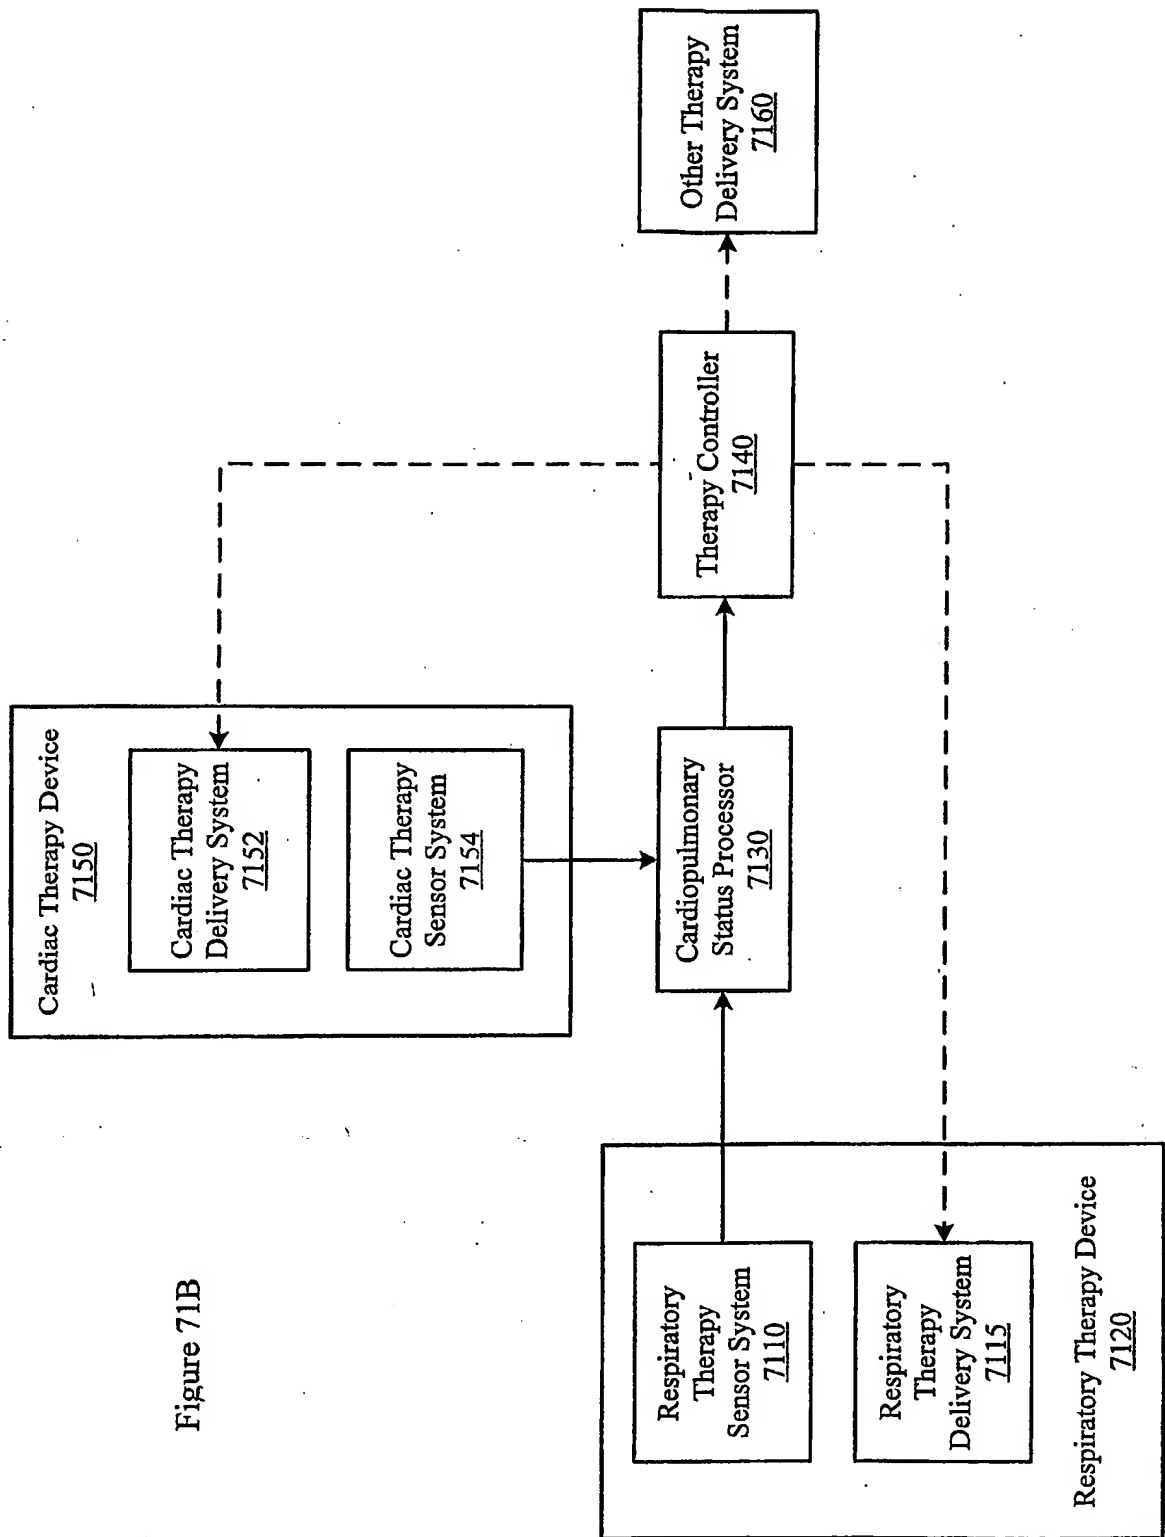 Cardiac Therapy Device
7150
Cardiac Therapy
Delivery System
7152
Cardiac Therapy
Sensor System
7154
Respiratory
Therapy
Sensor System
7110
Respiratory
Therapy
Delivery System
7115
Respiratory Therapy Device
7120
Cardiopulmonary
Status Processor
7130
Therapy Controller
7140
Other Therapy
Delivery System
7160
Figure 71B